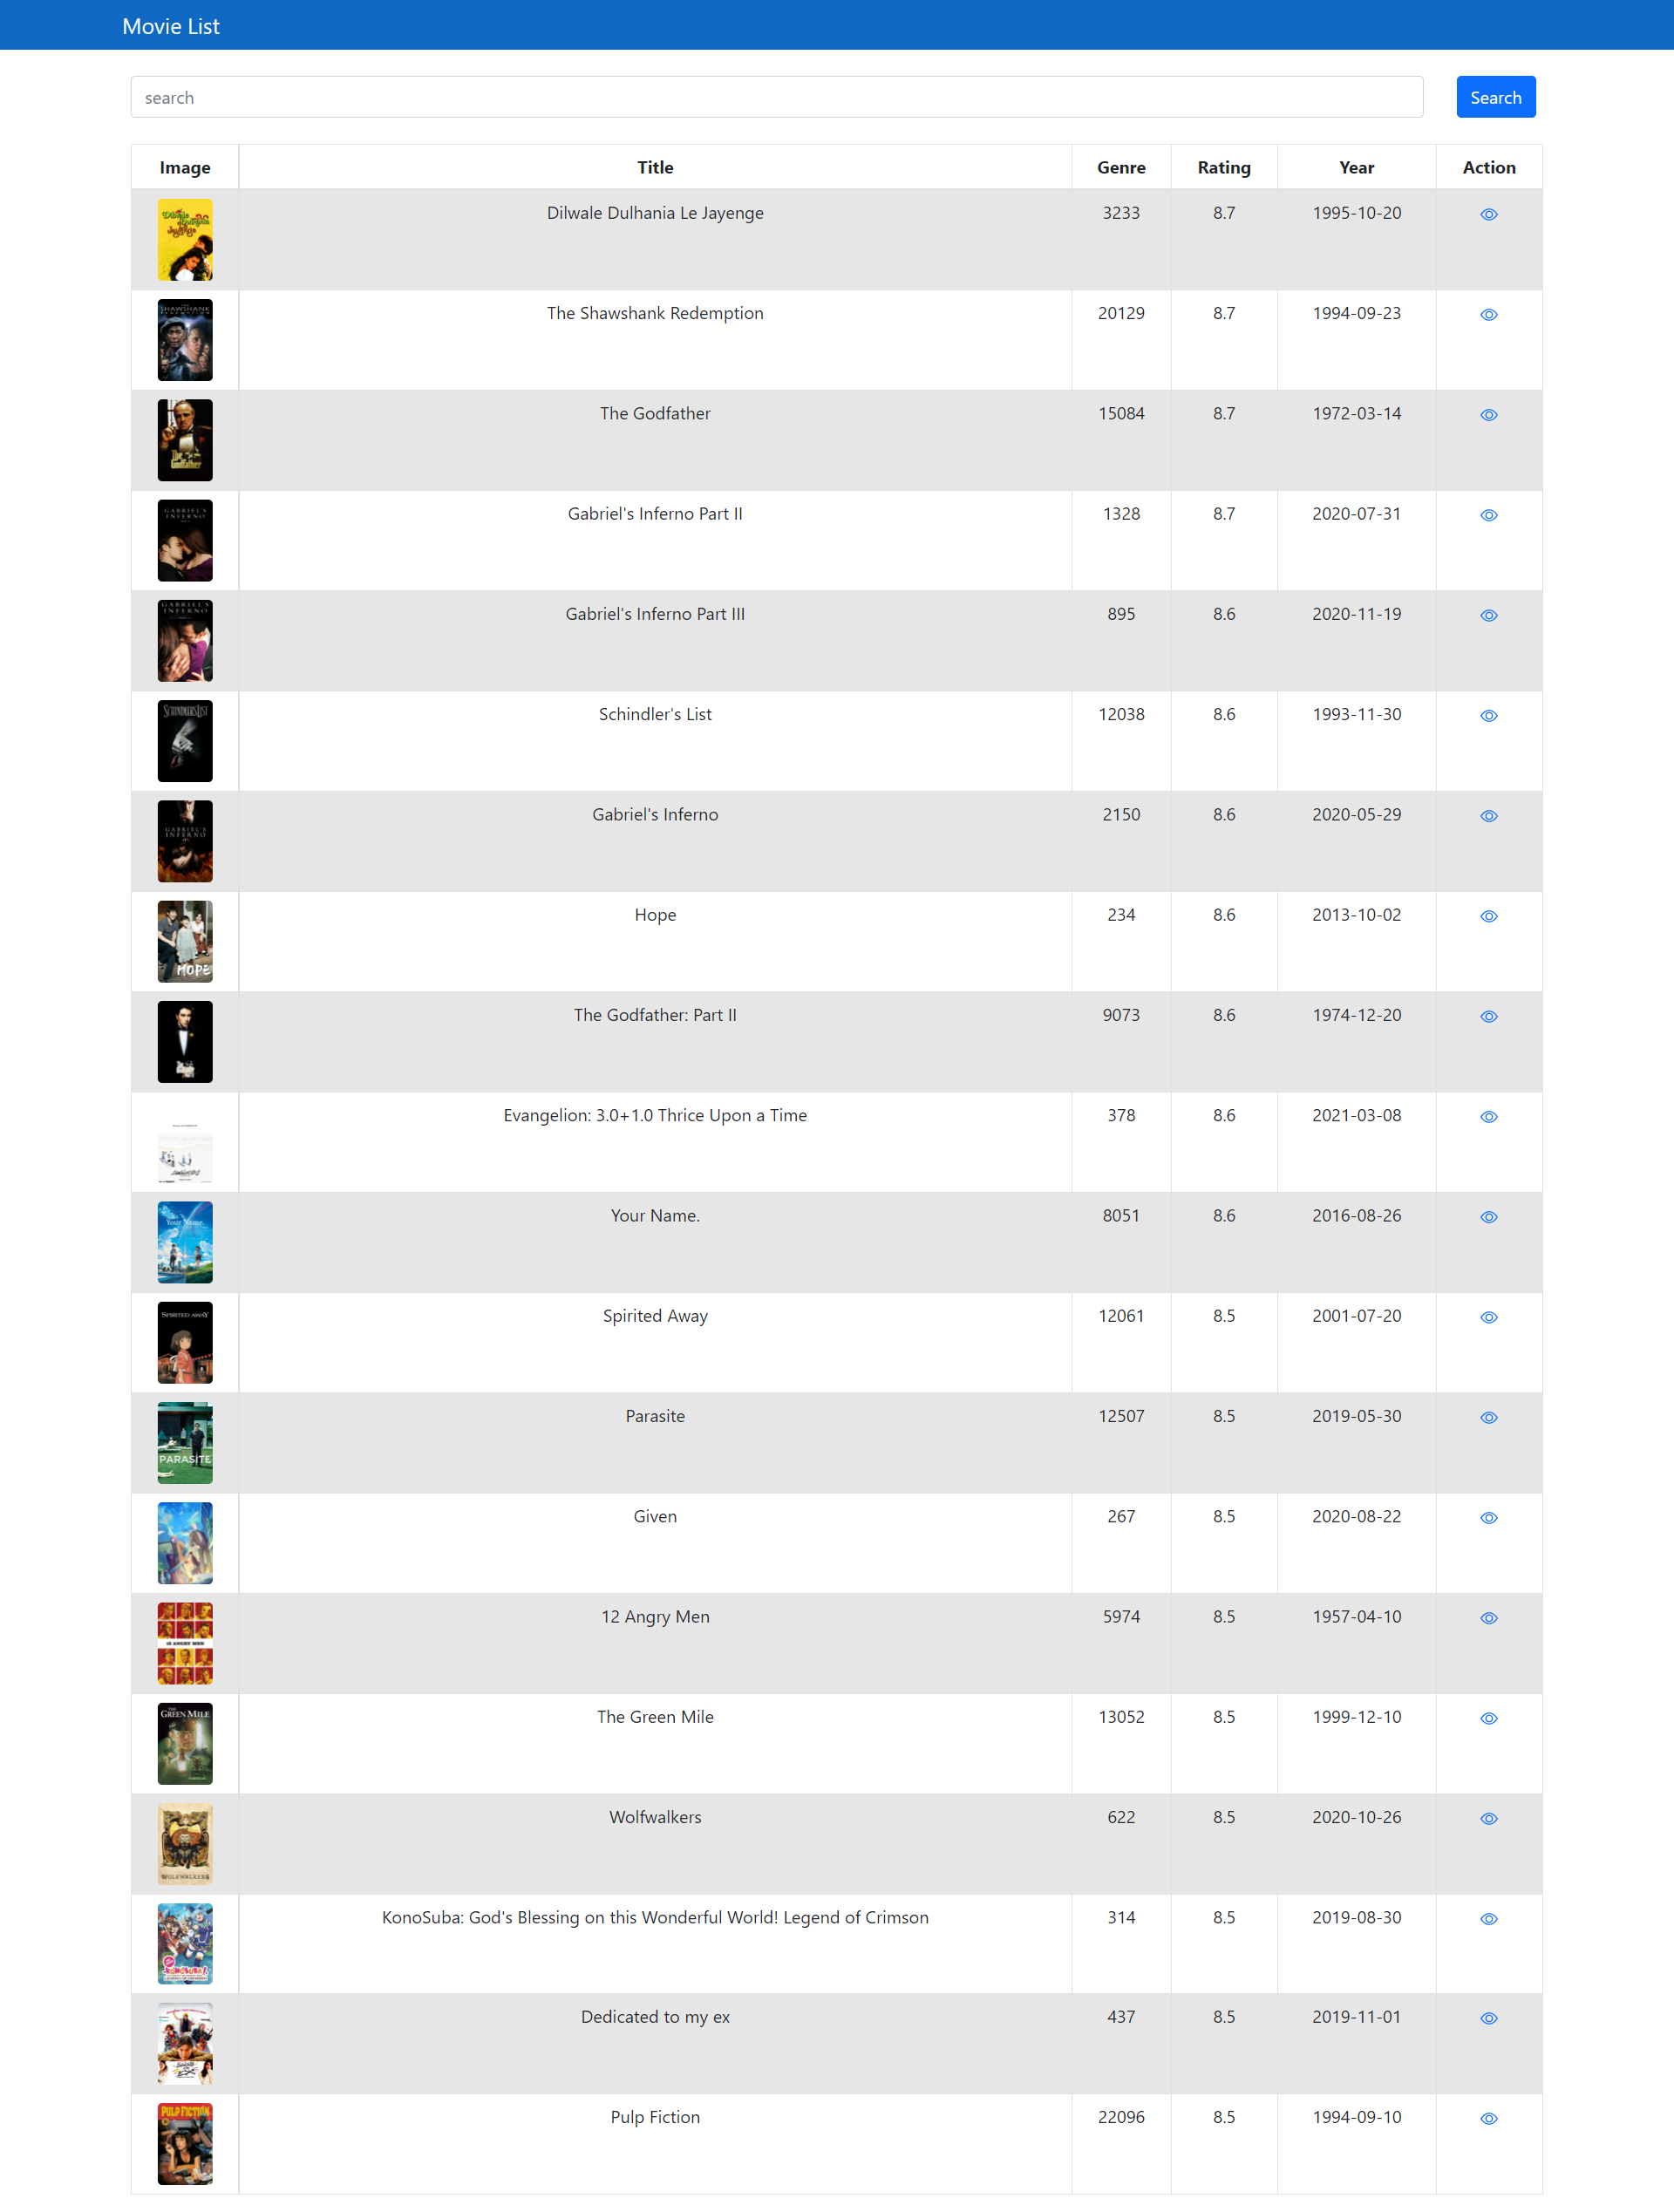 Movie List
search
Search
Image Title Genre Rating Year Action
Dilwale Dulhania Le Jayenge 3233 8.7 1995-10-20
The Shawshank Redemption 20129 8.7 1994-09-23
The Godfather 15084 8.7 1972-03-14
Gabriel's Inferno Part II 1328 8.7 2020-07-31
Gabriel's Inferno Part III 895 8.6 2020-11-19
Schindler's List 12038 8.6 1993-11-30
Gabriel's Inferno 2150 8.6 2020-05-29
HOPE
Hope 234 8.6 2013-10-02
The Godfather: Part II 9073 8.6 1974-12-20
Evangelion: 3.0+1.0 Thrice Upon a Time 378 8.6 2021-03-08
Your Name. 8051 8.6 2016-08-26
SPIRITED AWAY
Spirited Away 12061 8.5 2001-07-20
PARASITE
Parasite 12507 8.5 2019-05-30
Given 267 8.5 2020-08-22
12 ANGRY MEN
12 Angry Men 5974 8.5 1957-04-10
THE GREEN MILE
The Green Mile 13052 8.5 1999-12-10
WOLFWALKERS
Wolfwalkers 622 8.5 2020-10-26
KonoSuba: God's Blessing on this Wonderful World! Legend of Crimson 314 8.5 2019-08-30
Dedicated to my ex 437 8.5 2019-11-01
PULP FICTION
Pulp Fiction 22096 8.5 1994-09-10